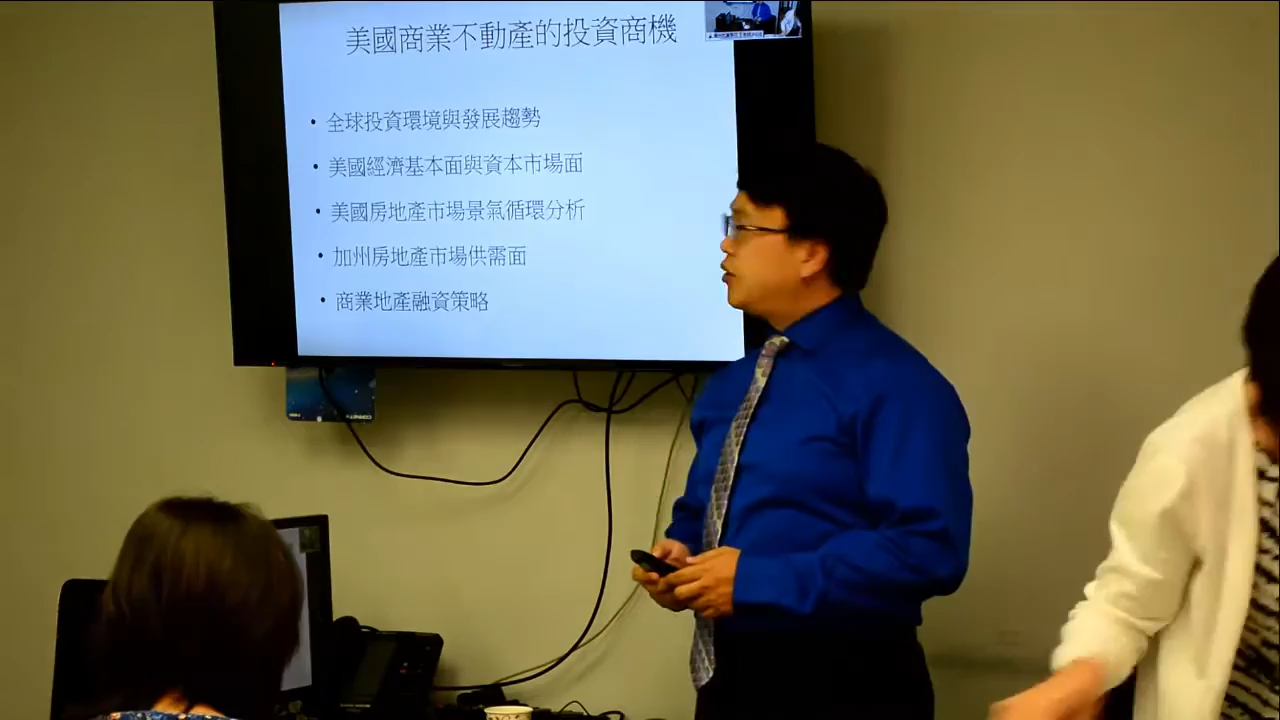 美國商業不動產的投資商機
• 全球投資環境與發展趨勢
• 美國經濟基本面與資本市場面
• 美國房地產市場景氣循環分析
• 加州房地產市場供需面
• 商業地產融資策略